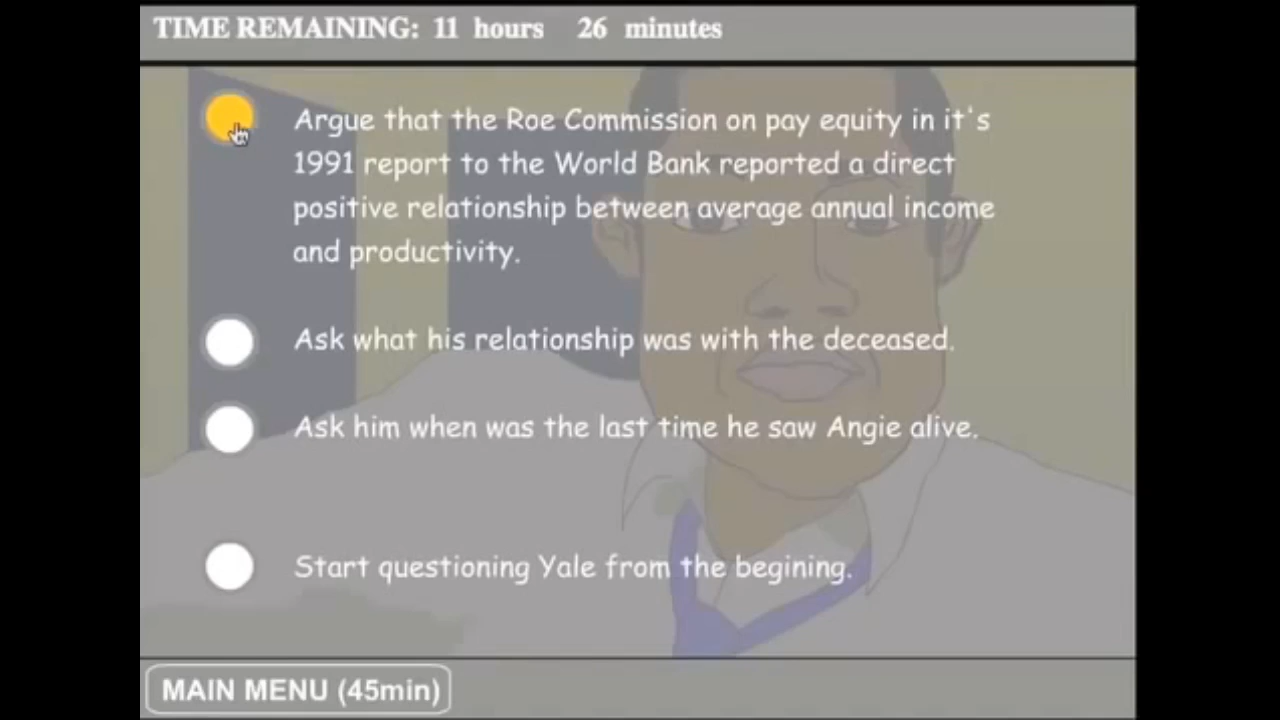 TIME REMAINING: 11 hours 26 minutes
Argue that the Roe Commission on pay equity in it's
1991 report to the World Bank reported a direct
positive relationship between average annual income
and productivity.
Ask what his relationship was with the deceased.
Ask him when was the last time he saw Angie alive.
Start questioning Yale from the begining.
MAIN MENU (45min)